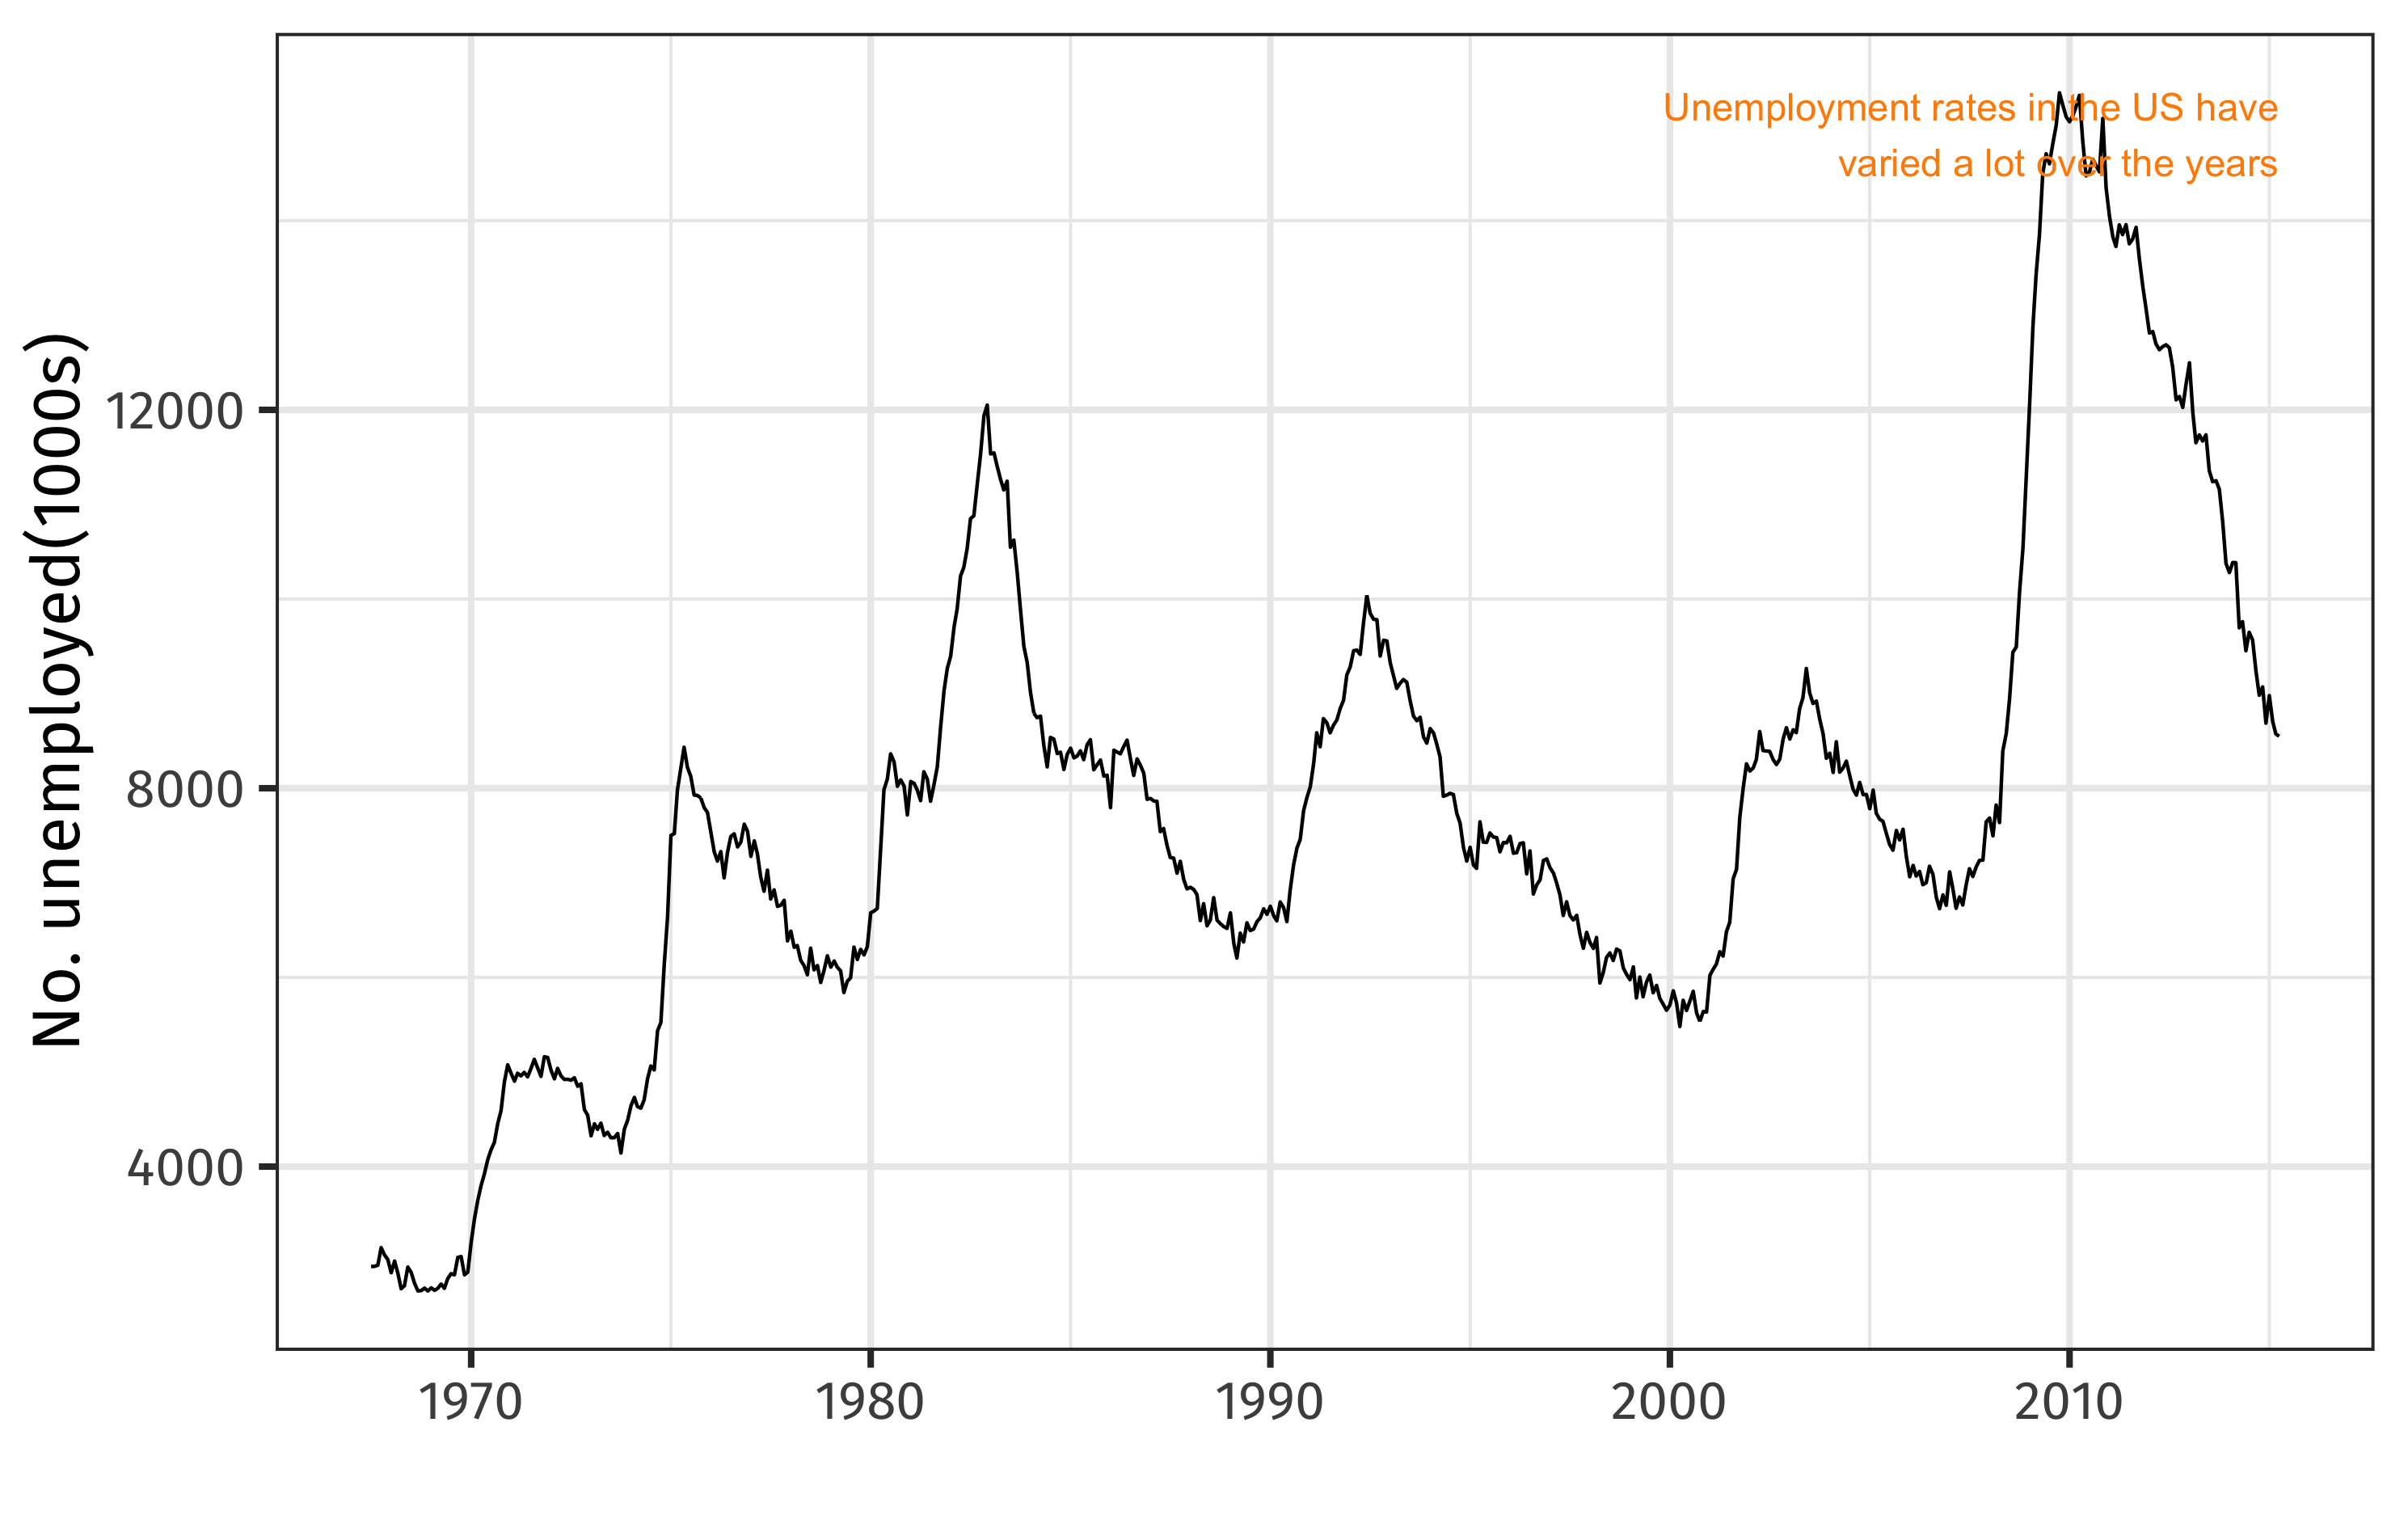 Unemployment rates in the US have
varied a lot over the years
No. unemployed(1000s)
12000
8000
4000
1970
1980
1990
2000
2010